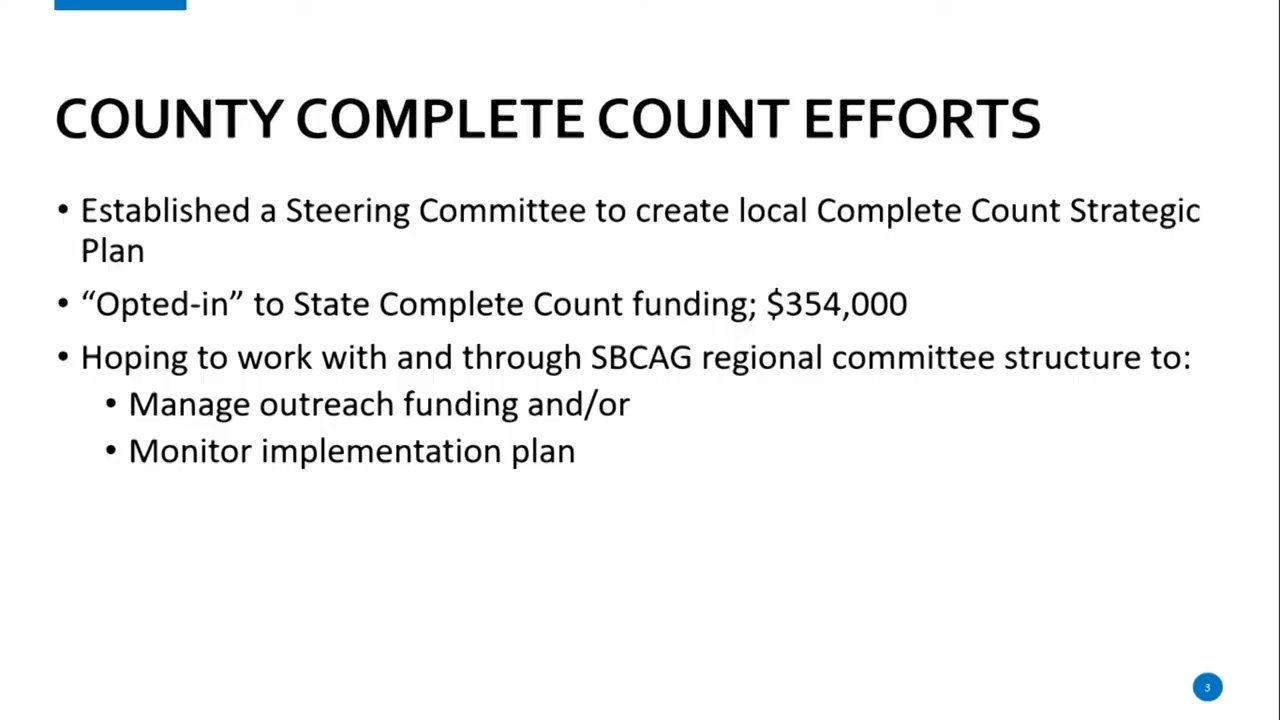 COUNTY COMPLETE COUNT EFFORTS
• Established a Steering Committee to create local Complete Count Strategic
Plan
• “Opted-in” to State Complete Count funding; $354,000
• Hoping to work with and through SBCAG regional committee structure to:
• Manage outreach funding and/or
• Monitor implementation plan
3